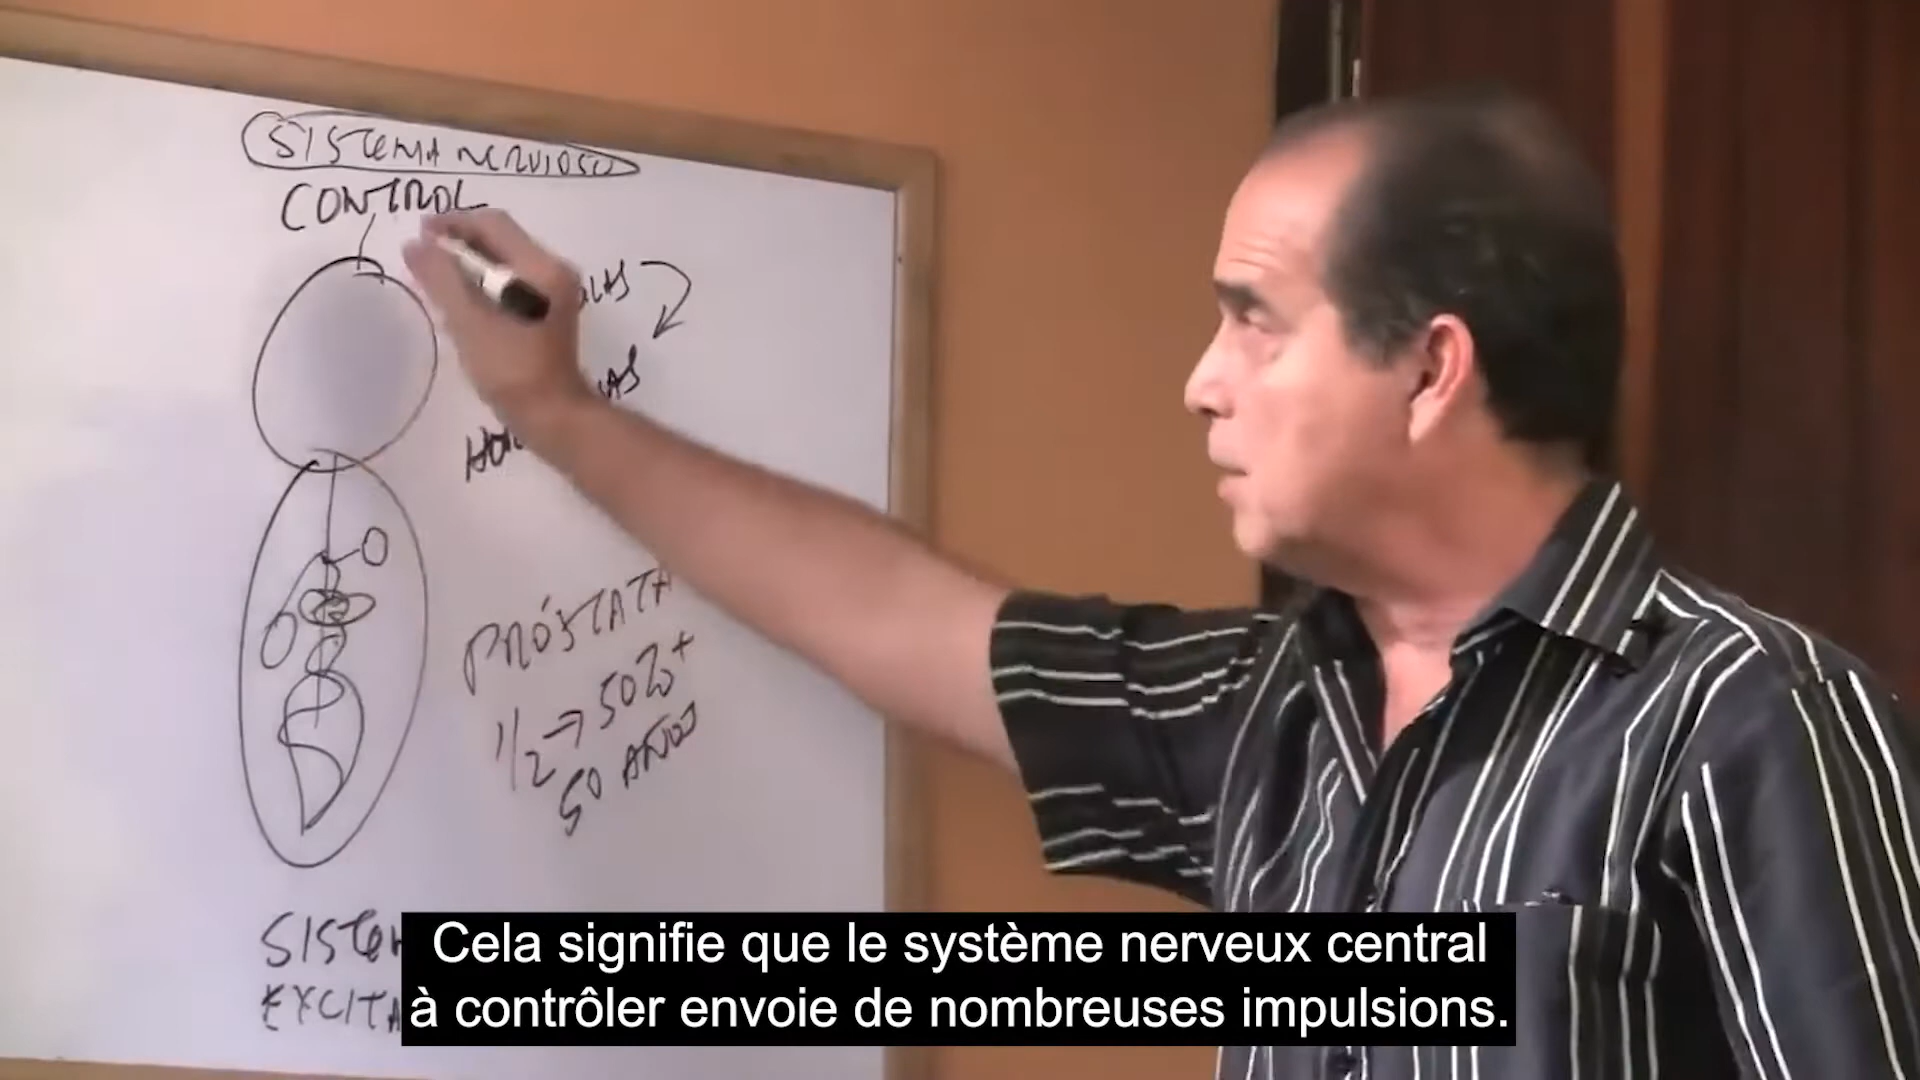 SISTEMA NERVIOSO
CONTROL
PRÓSTATA
1/2 → 50%+
50 AÑOS
Cela signifie que le système nerveux central
à contrôler envoie de nombreuses impulsions.